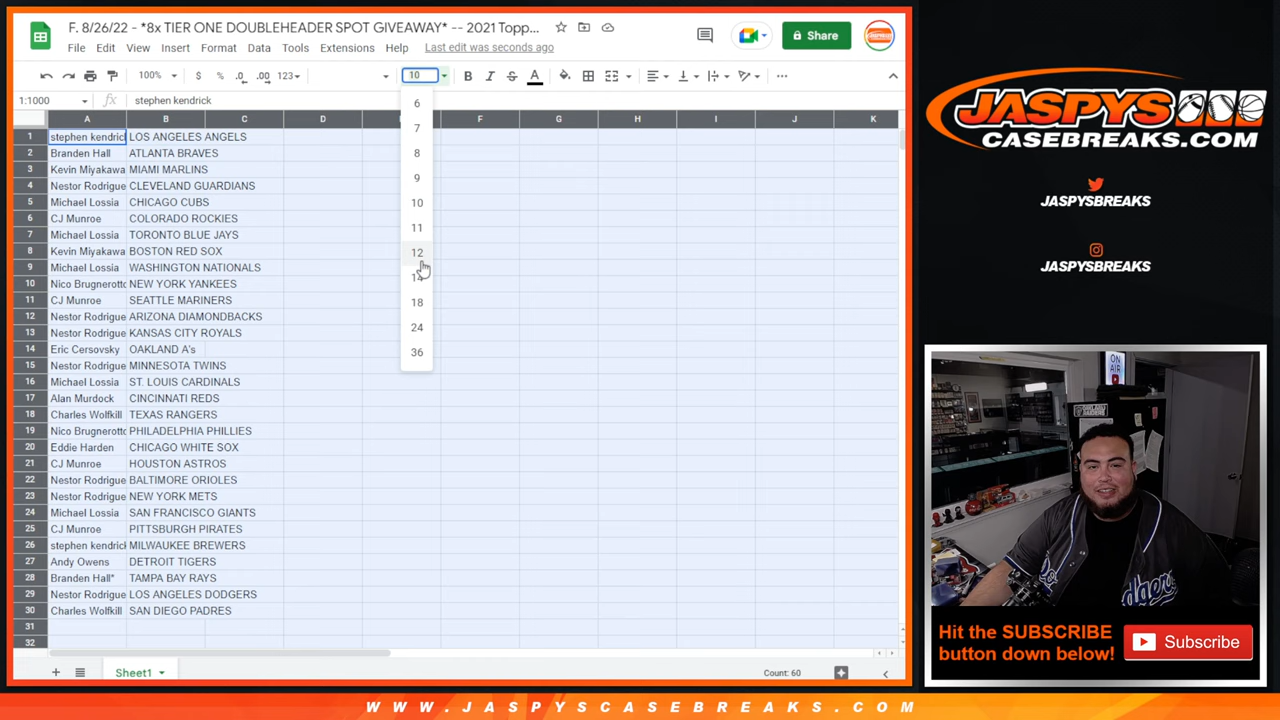 F. 8/26/22 - *8x TIER ONE DOUBLEHEADER SPOT GIVEAWAY* -- 2021 Topp...
File Edit View Insert Format Data Tools Extensions Help Last edit was seconds ago
Share
100% $ % .0 .00 123 10 B I S A
1:1000 fx stephen kendrick
A B C D E F G H I J K
1 stephen kendric LOS ANGELES ANGELS
2 Branden Hall ATLANTA BRAVES
3 Kevin Miyakawa MIAMI MARLINS
4 Nestor Rodrigue CLEVELAND GUARDIANS
5 Michael Lossia CHICAGO CUBS
6 CJ Munroe COLORADO ROCKIES
7 Michael Lossia TORONTO BLUE JAYS
8 Kevin Miyakawa BOSTON RED SOX
9 Michael Lossia WASHINGTON NATIONALS
10 Nico Brugnerotto NEW YORK YANKEES
11 CJ Munroe SEATTLE MARINERS
12 Nestor Rodrigue ARIZONA DIAMONDBACKS
13 Nestor Rodrigue KANSAS CITY ROYALS
14 Eric Cersovsky OAKLAND A's
15 Nestor Rodrigue MINNESOTA TWINS
16 Michael Lossia ST. LOUIS CARDINALS
17 Alan Murdock CINCINNATI REDS
18 Charles Wolfkill TEXAS RANGERS
19 Nico Brugnerotto PHILADELPHIA PHILLIES
20 Eddie Harden CHICAGO WHITE SOX
21 CJ Munroe HOUSTON ASTROS
22 Nestor Rodrigue BALTIMORE ORIOLES
23 Nestor Rodrigue NEW YORK METS
24 Michael Lossia SAN FRANCISCO GIANTS
25 CJ Munroe PITTSBURGH PIRATES
26 stephen kendric MILWAUKEE BREWERS
27 Andy Owens DETROIT TIGERS
28 Branden Hall* TAMPA BAY RAYS
29 Nestor Rodrigue LOS ANGELES DODGERS
30 Charles Wolfkill SAN DIEGO PADRES
31
32
6
7
8
9
10
11
12
14
18
24
36
Sheet1 Count: 60
JASPYS
CASEBREAKS.COM
JASPYSBREAKS
JASPYSBREAKS
ON AIR
Hit the SUBSCRIBE
button down below!
Subscribe
WWW.JASPYSCASEBREAKS.COM